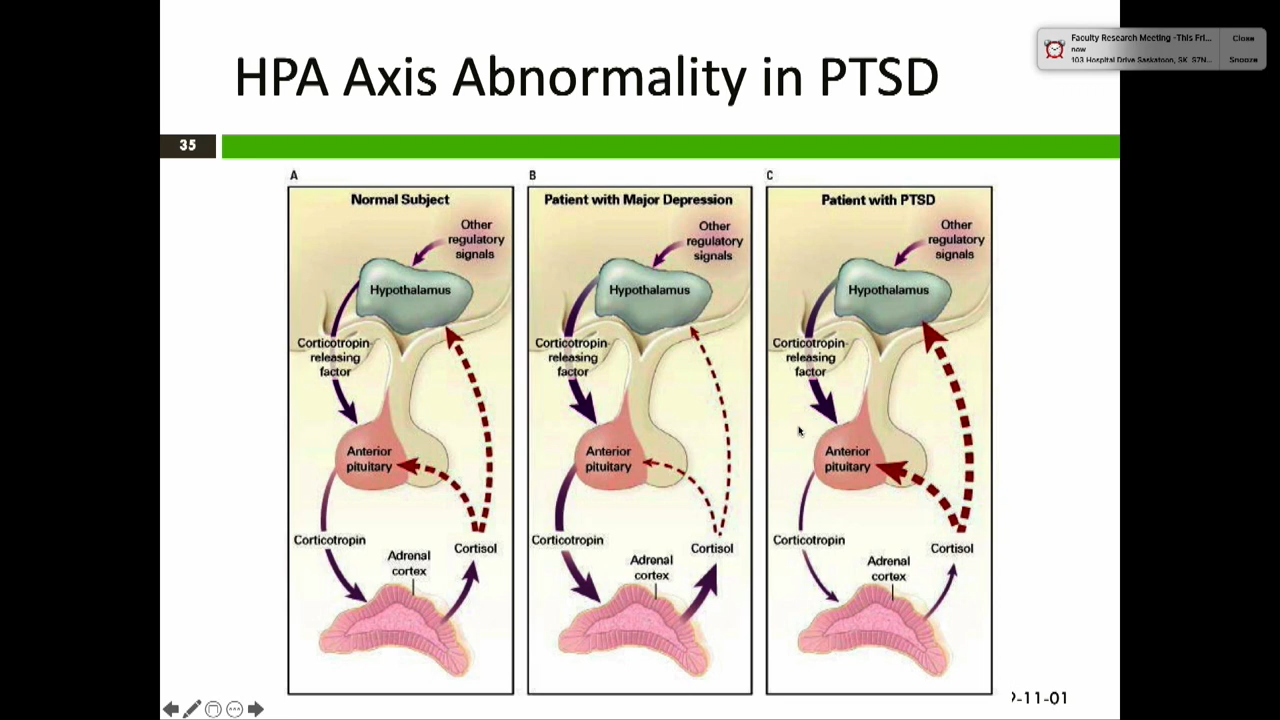 HPA Axis Abnormality in PTSD
Faculty Research Meeting -This Fri...
now
103 Hospital Drive Saskatoon, SK S7N...
Close
Snooze
35
A
Normal Subject
Other
regulatory
signals
Hypothalamus
Corticotropin-
releasing
factor
Anterior
pituitary
Corticotropin
Adrenal
cortex
Cortisol
B
Patient with Major Depression
Other
regulatory
signals
Hypothalamus
Corticotropin-
releasing
factor
Anterior
pituitary
Corticotropin
Adrenal
cortex
Cortisol
C
Patient with PTSD
Other
regulatory
signals
Hypothalamus
Corticotropin-
releasing
factor
Anterior
pituitary
Corticotropin
Adrenal
cortex
Cortisol
-11-01